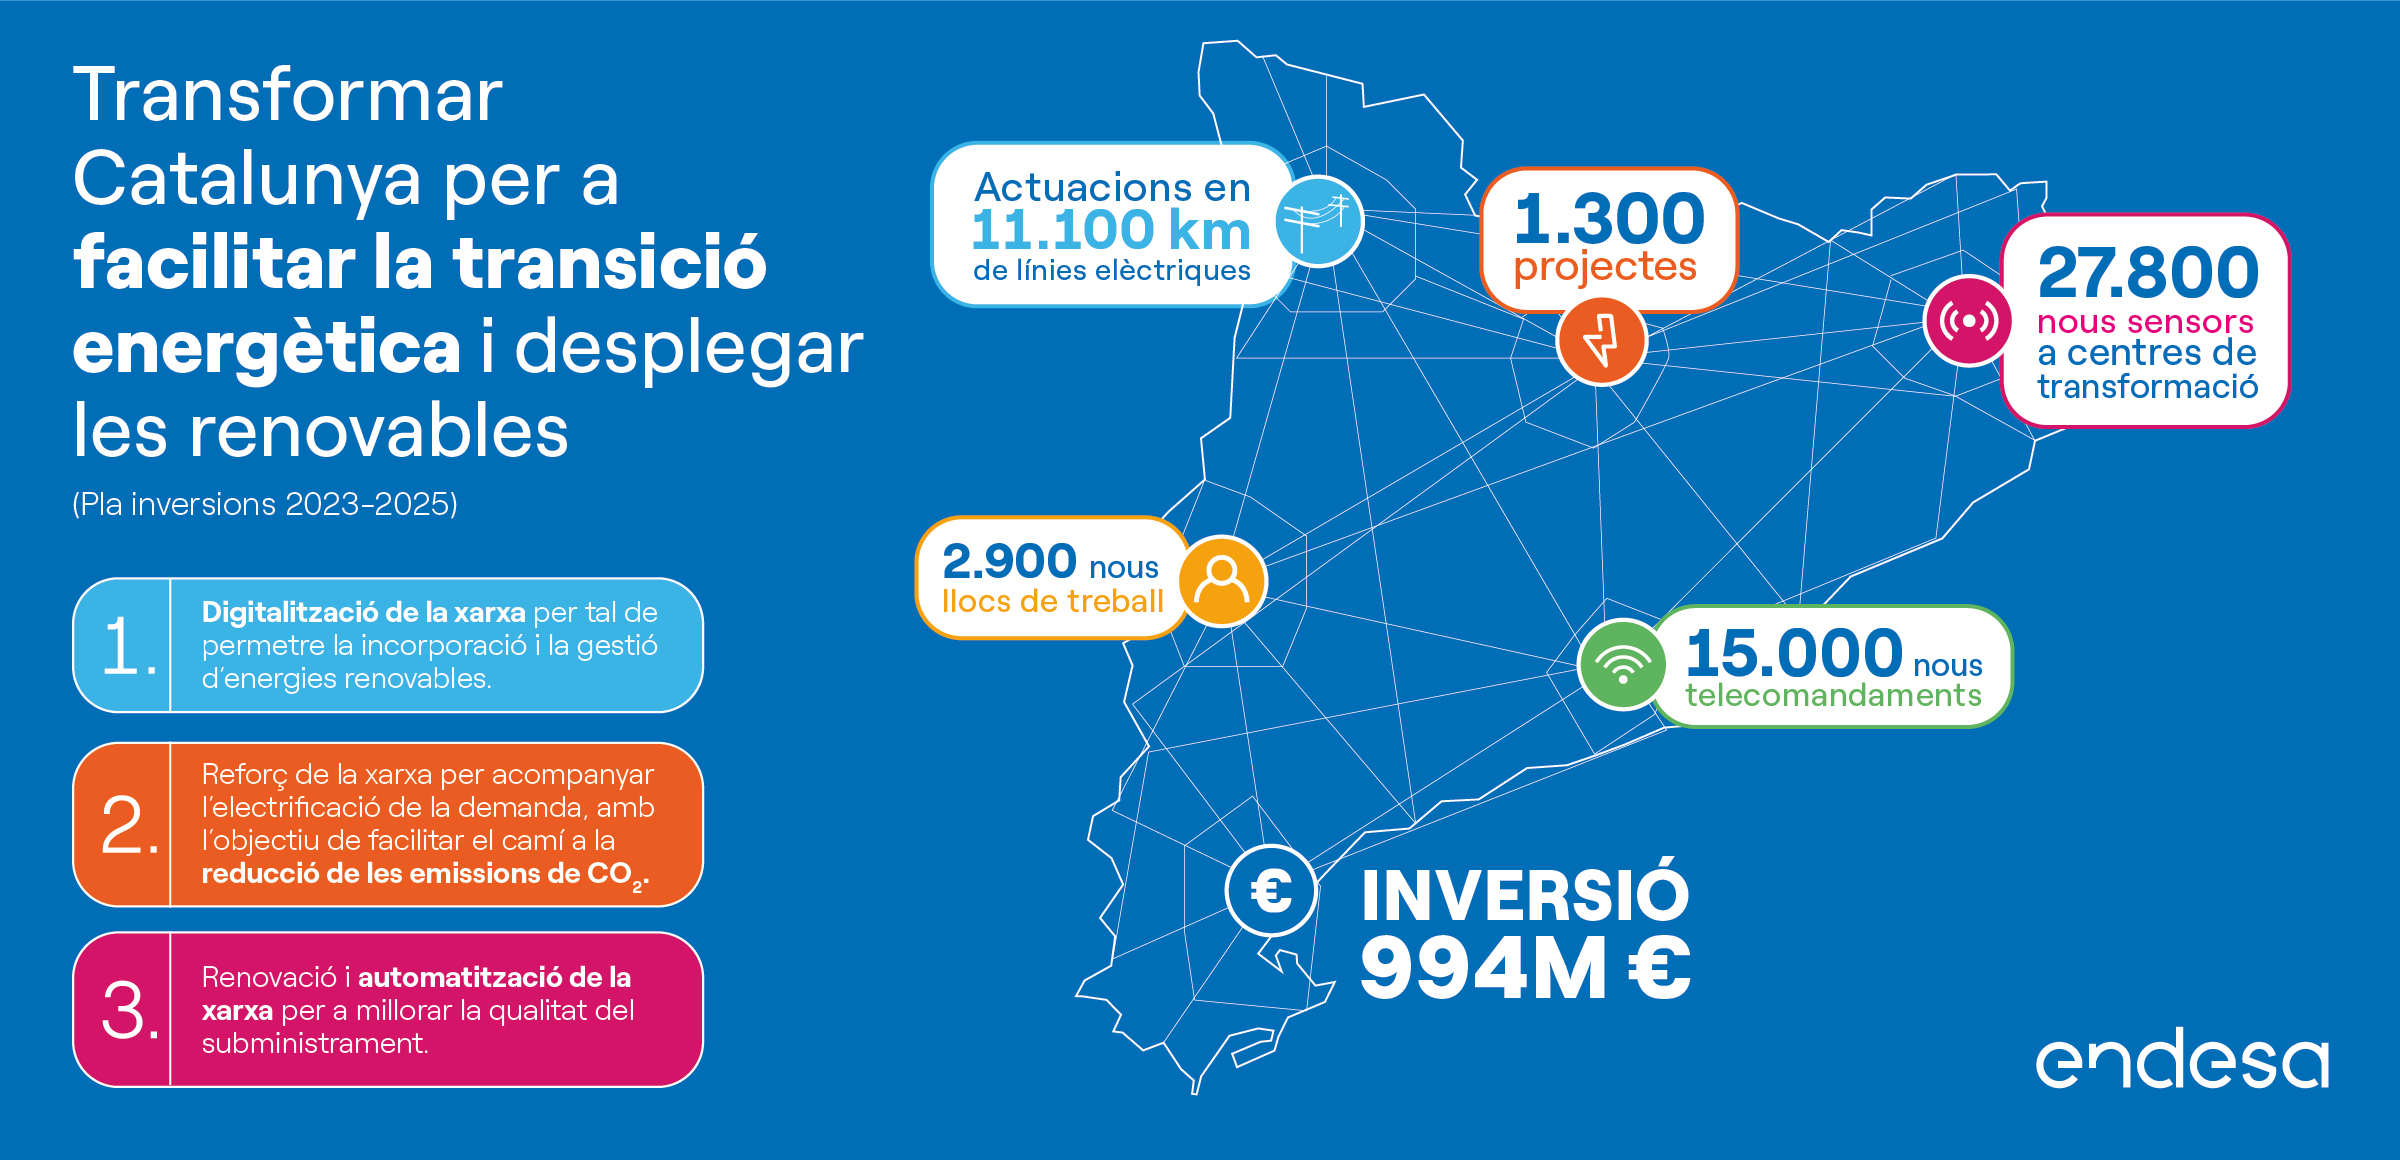 Transformar
Catalunya per a
facilitar la transició
energètica i desplegar
les renovables
(Pla inversions 2023-2025)
1.
Digitalització de la xarxa per tal de
permetre la incorporació i la gestió
d'energies renovables.
2.
Reforç de la xarxa per acompanyar
l'electrificació de la demanda, amb
l'objectiu de facilitar el camí a la
reducció de les emissions de CO₂.
3.
Renovació i automatització de la
xarxa per a millorar la qualitat del
subministrament.
Actuacions en
11.100 km
de línies elèctriques
1.300
projectes
27.800
nous sensors
a centres de
transformació
2.900 nous
llocs de treball
15.000 nous
telecomandaments
€
INVERSIÓ
994M €
endesa